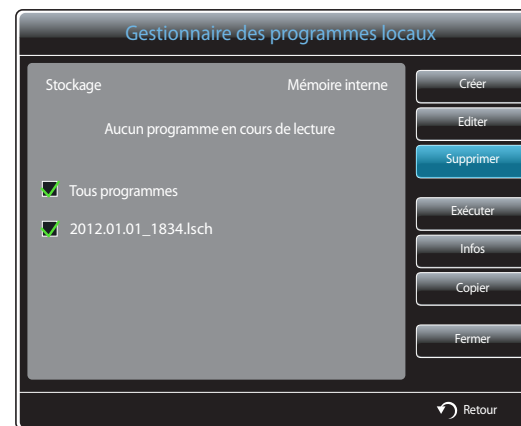 Gestionnaire des programmes locaux
Stockage Mémoire interne
Aucun programme en cours de lecture
Tous programmes
2012.01.01_1834.lsch
Créer
Editer
Supprimer
Exécuter
Infos
Copier
Fermer
Retour